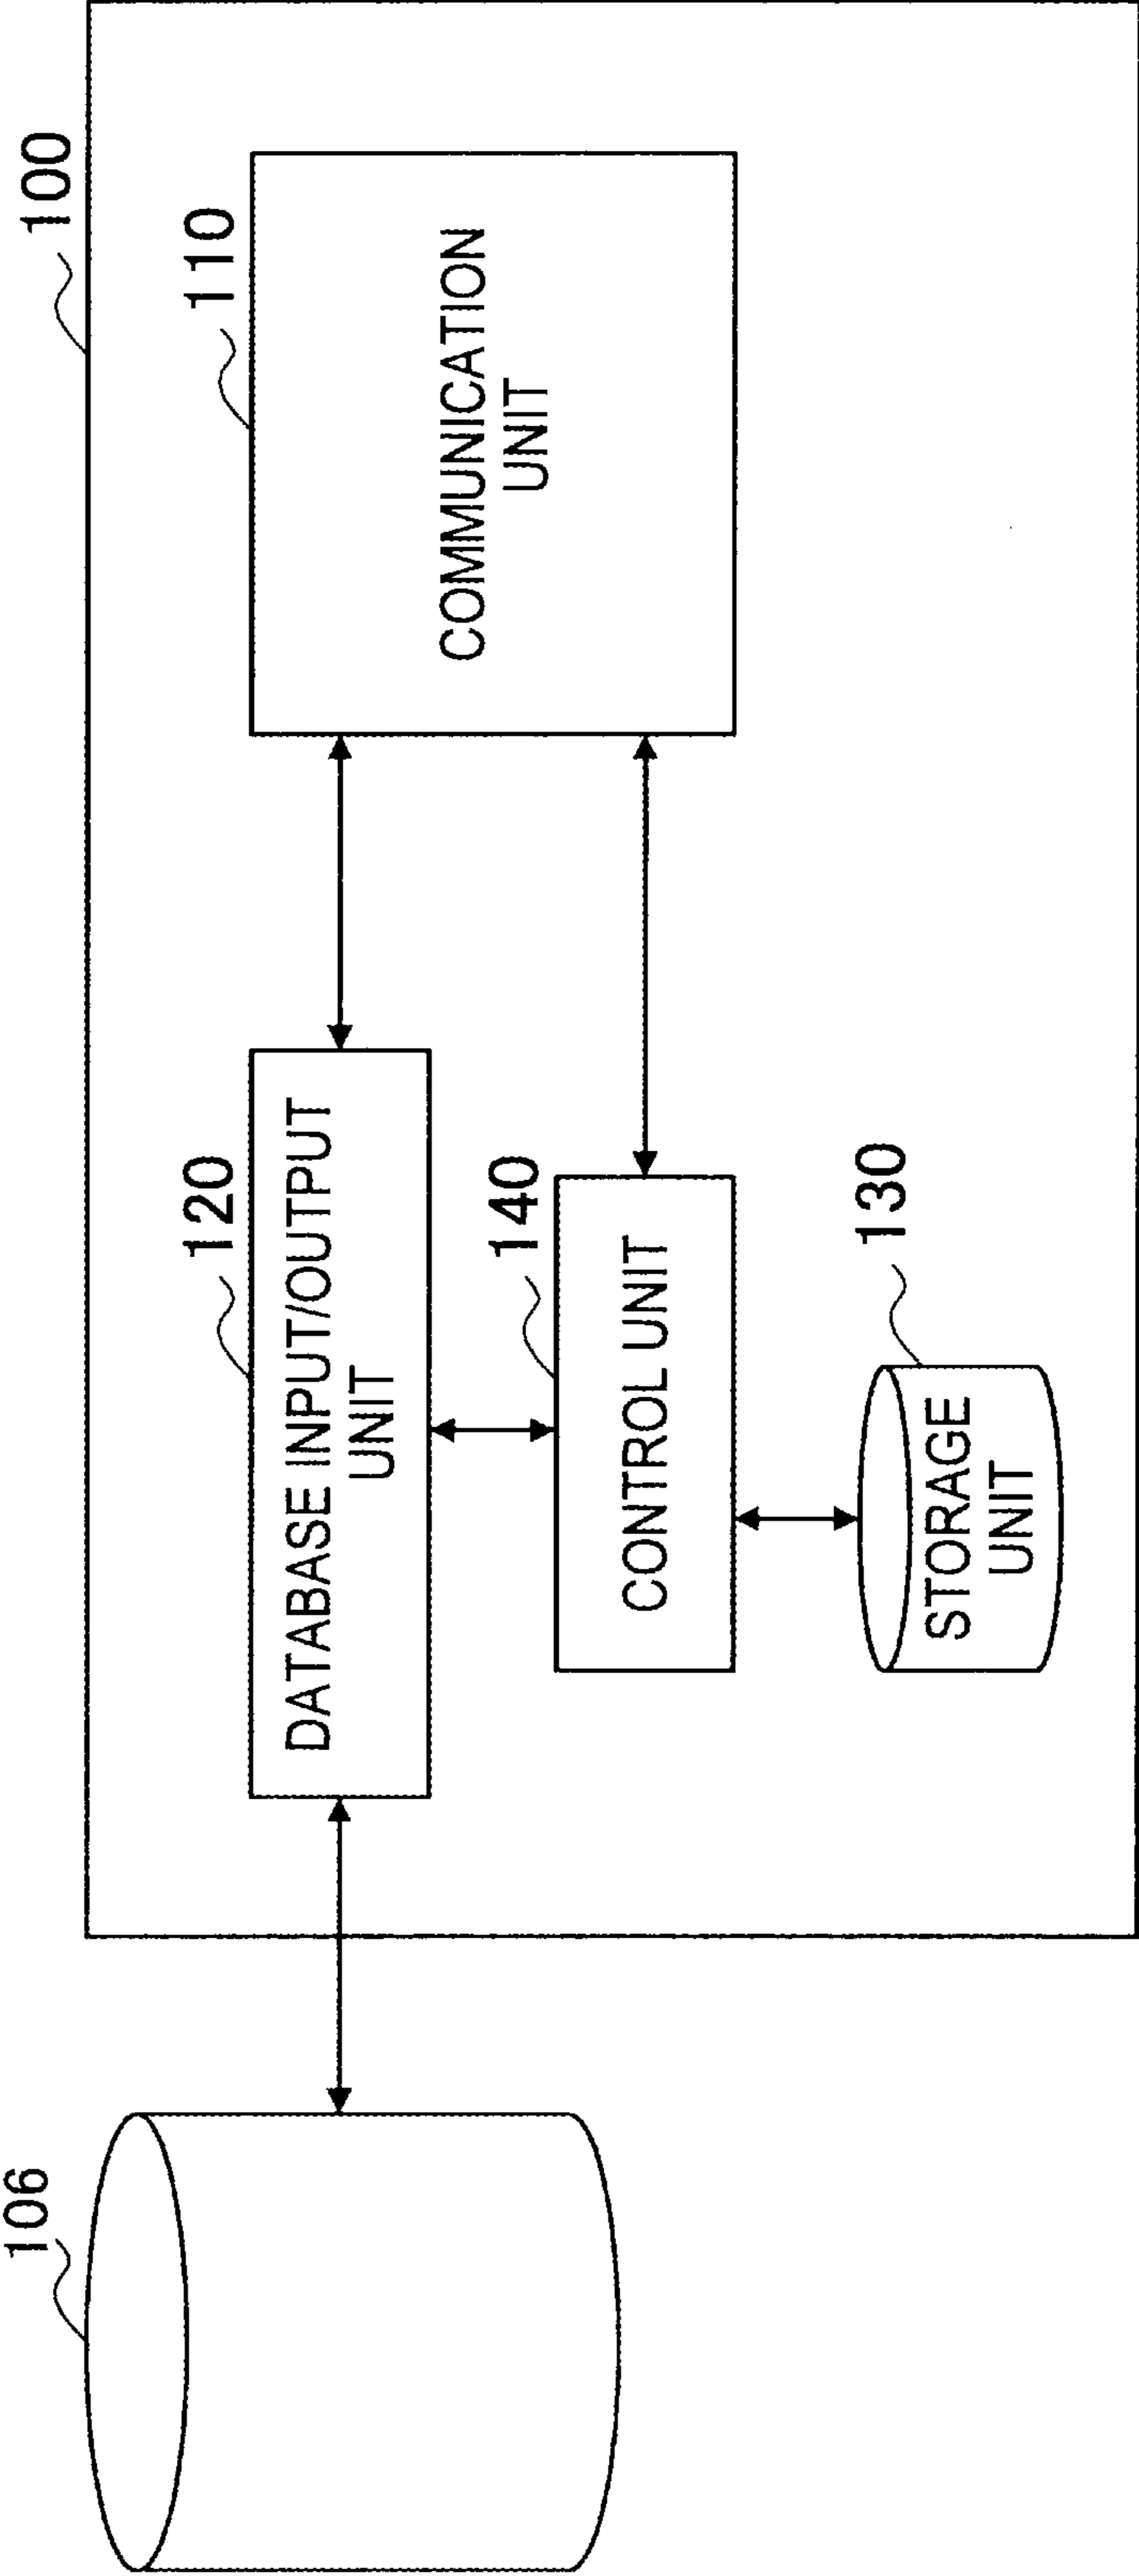 106
100
120
DATABASE INPUT/OUTPUT
UNIT
110
COMMUNICATION
UNIT
140
CONTROL UNIT
130
STORAGE
UNIT